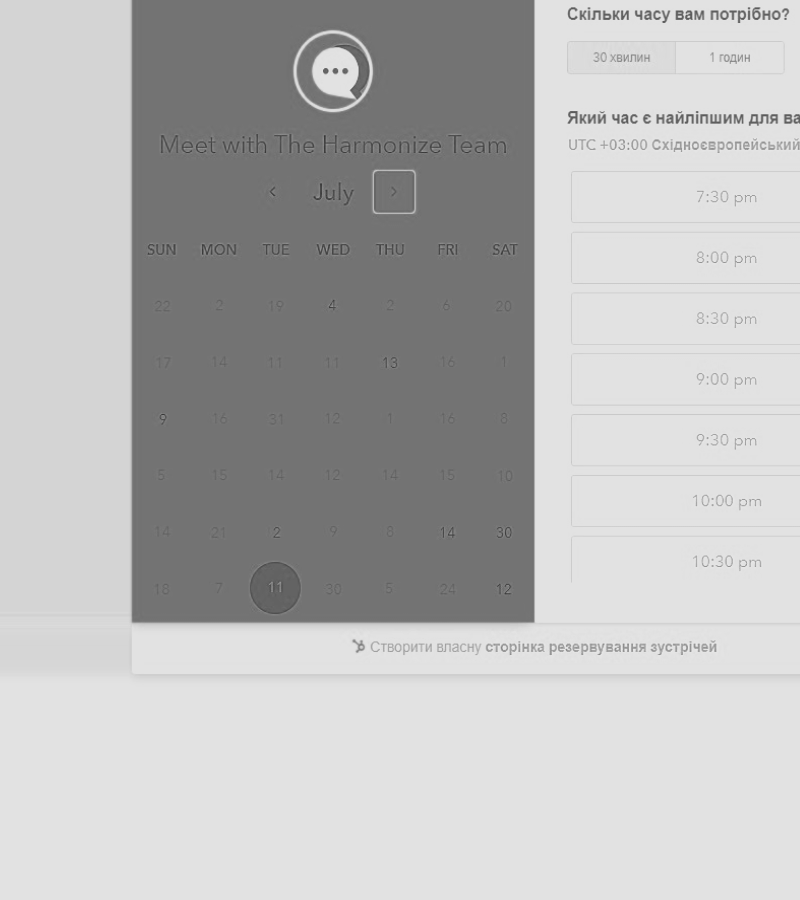 Meet with The Harmonize Team
July
SUN MON TUE WED THU FRI SAT
22 2 19 4 2 6 20
17 14 11 11 13 16 1
9 16 31 12 1 16 8
5 15 14 12 14 15 10
14 21 2 9 8 14 30
18 7 11 30 5 24 12
Скільки часу вам потрібно?
30 хвилин
1 годин
Який час є найліпшим для ва
UTC +03:00 Східноєвропейський
7:30 pm
8:00 pm
8:30 pm
9:00 pm
9:30 pm
10:00 pm
10:30 pm
Створити власну сторінка резервування зустрічей